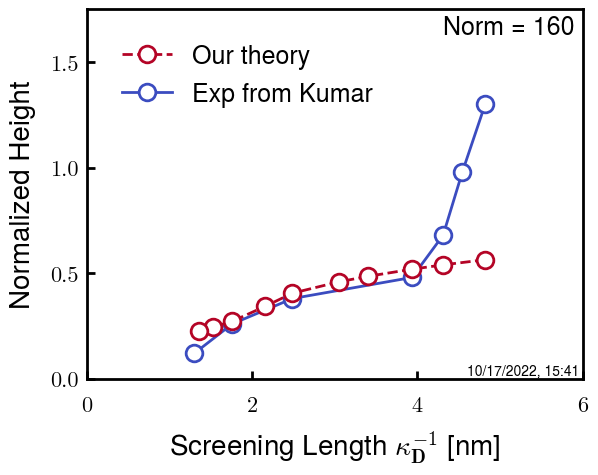 Norm = 160
Our theory
Exp from Kumar
Normalized Height
1.5
1.0
0.5
0.0
10/17/2022, 15:41
0 2 4 6
Screening Length κ_D^{-1} [nm]